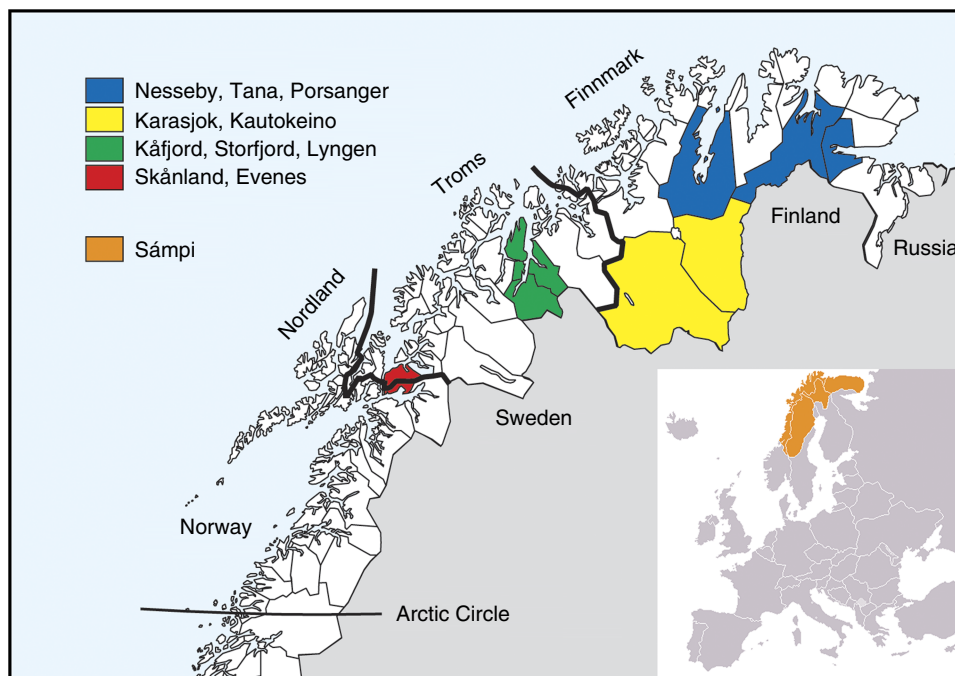 Nesseby, Tana, Porsanger
Karasjok, Kautokeino
Kåfjord, Storfjord, Lyngen
Skånland, Evenes
Sámpi
Finnmark
Troms
Nordland
Finland
Russia
Sweden
Norway
Arctic Circle